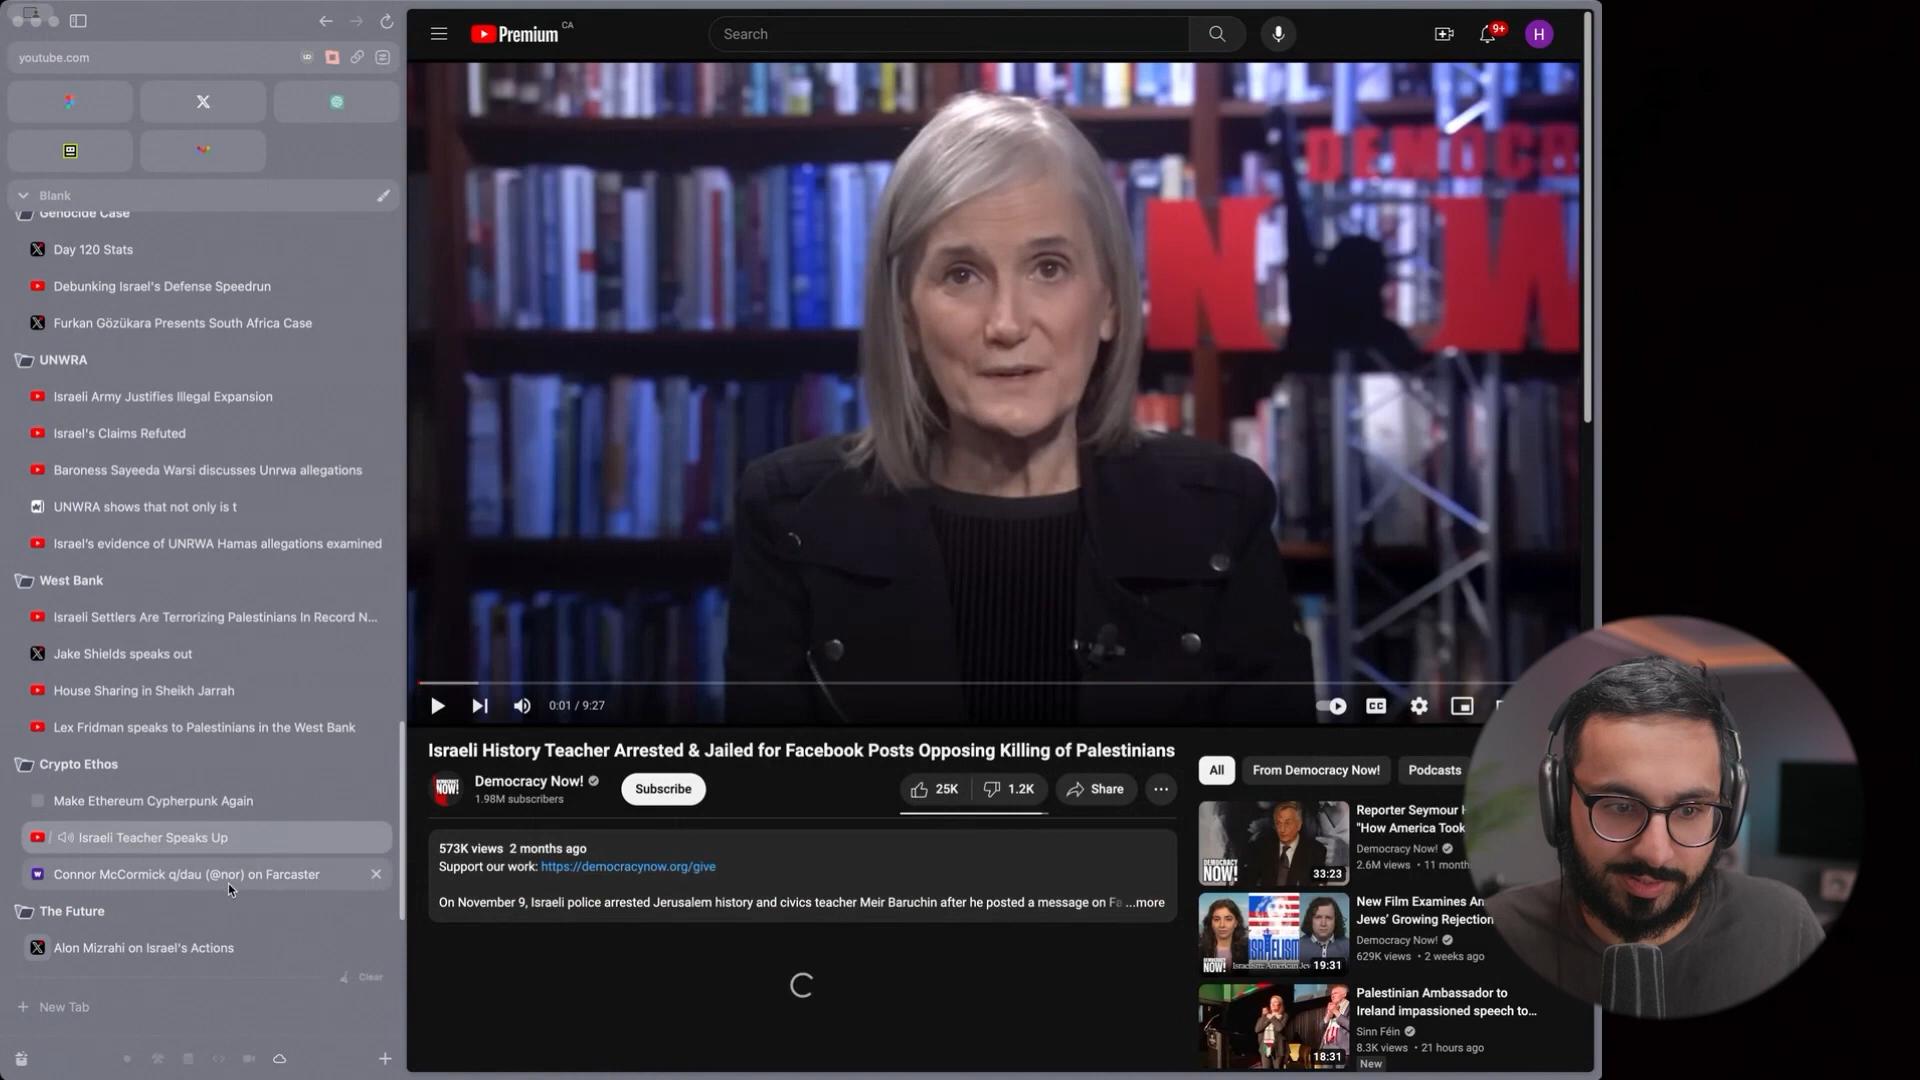 youtube.com
Blank
Genocide Case
Day 120 Stats
Debunking Israel's Defense Speedrun
Furkan Gözükara Presents South Africa Case
UNWRA
Israeli Army Justifies Illegal Expansion
Israel's Claims Refuted
Baroness Sayeeda Warsi discusses Unrwa allegations
UNWRA shows that not only is t
Israel's evidence of UNRWA Hamas allegations examined
West Bank
Israeli Settlers Are Terrorizing Palestinians In Record N...
Jake Shields speaks out
House Sharing in Sheikh Jarrah
Lex Fridman speaks to Palestinians in the West Bank
Crypto Ethos
Make Ethereum Cypherpunk Again
Israeli Teacher Speaks Up
Connor McCormick q/dau (@nor) on Farcaster
The Future
Alon Mizrahi on Israel's Actions
Clear
New Tab
Premium CA
Search
9+
H
DEMOCR
NOW
0:01 / 9:27
CC
Israeli History Teacher Arrested & Jailed for Facebook Posts Opposing Killing of Palestinians
NOW!
Democracy Now!
1.98M subscribers
Subscribe
25K
1.2K
Share
573K views 2 months ago
Support our work: https://democracynow.org/give
On November 9, Israeli police arrested Jerusalem history and civics teacher Meir Baruchin after he posted a message on Fa ...more
All
From Democracy Now!
Podcasts
DEMOCRACY NOW!
33:23
Reporter Seymour H
"How America Took
Democracy Now!
2.6M views • 11 month
DEMOCRACY NOW!
ISRAELISM
19:31
New Film Examines An
Jews' Growing Rejection
Democracy Now!
629K views • 2 weeks ago
18:31
Palestinian Ambassador to
Ireland impassioned speech to...
Sinn Féin
8.3K views • 21 hours ago
New